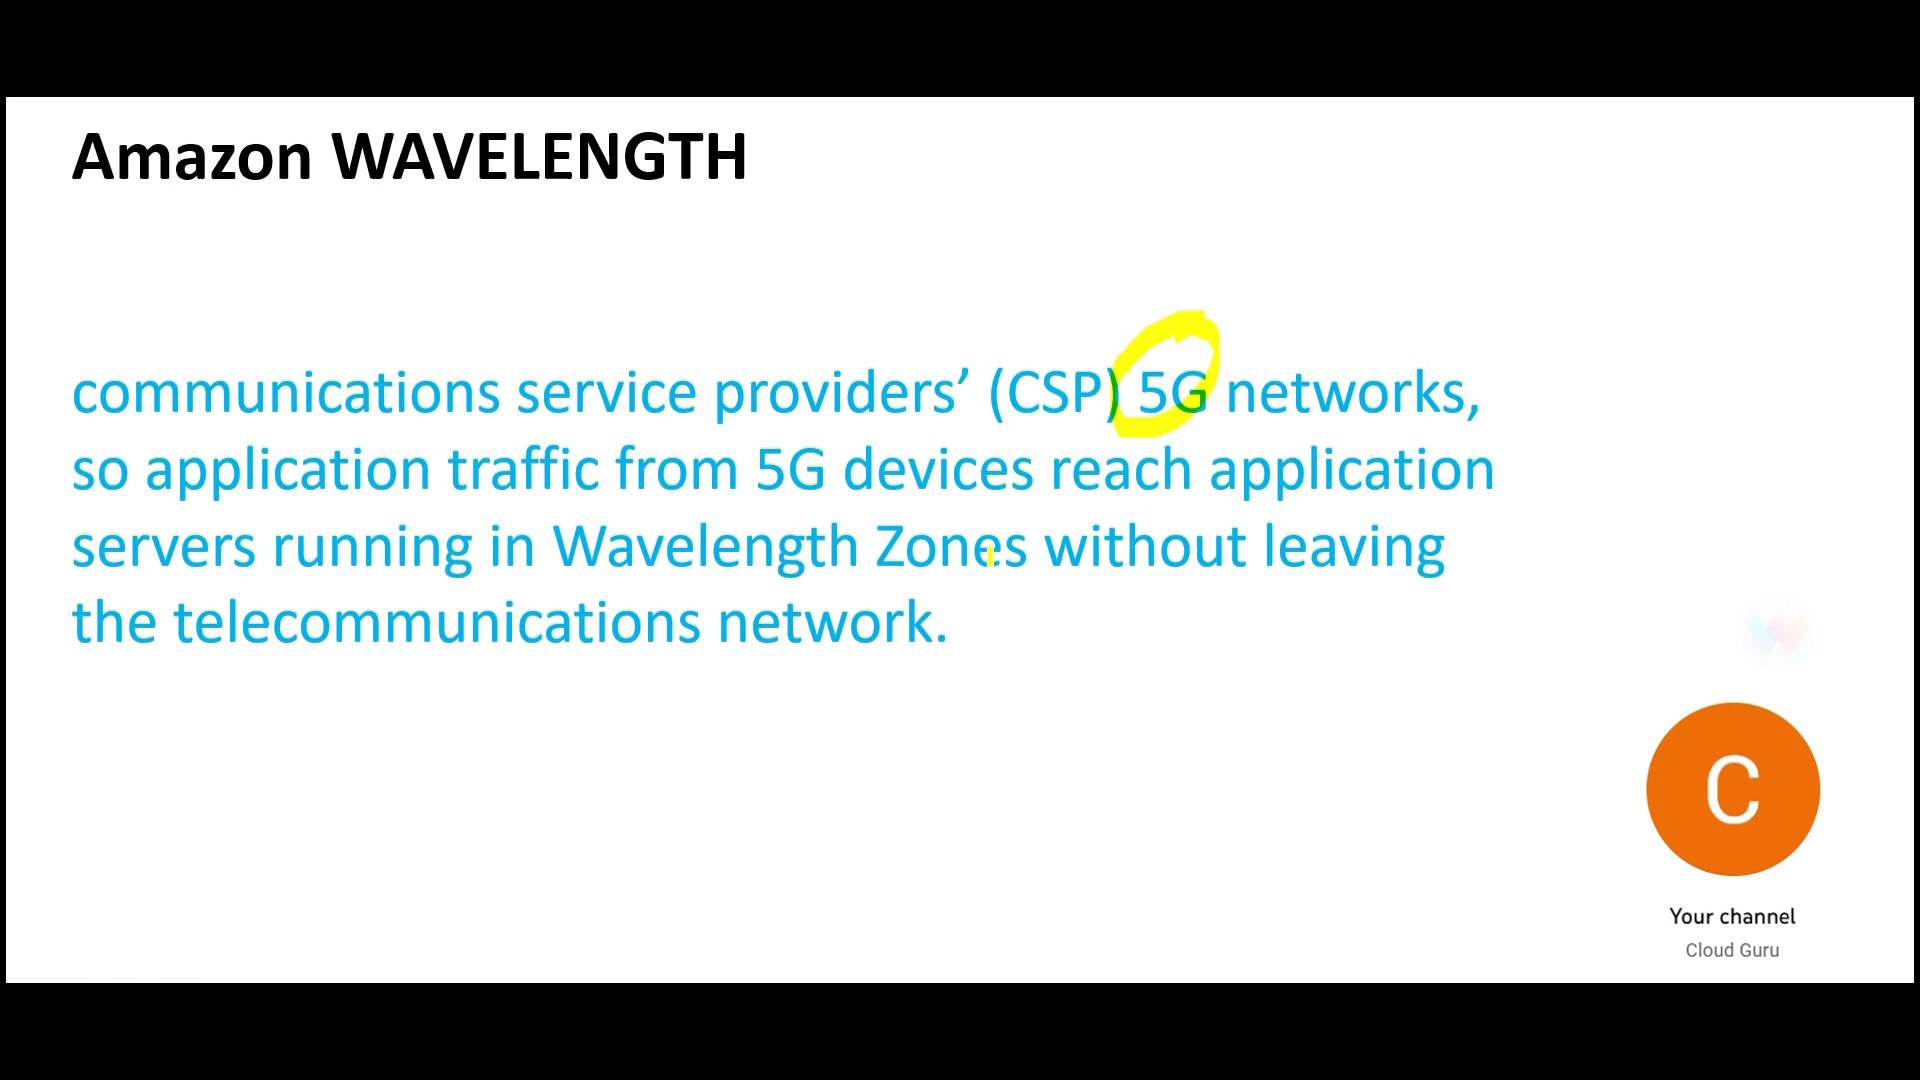 Amazon WAVELENGTH
communications service providers’ (CSP) 5G networks,
so application traffic from 5G devices reach application
servers running in Wavelength Zones without leaving
the telecommunications network.
W
C
Your channel
Cloud Guru